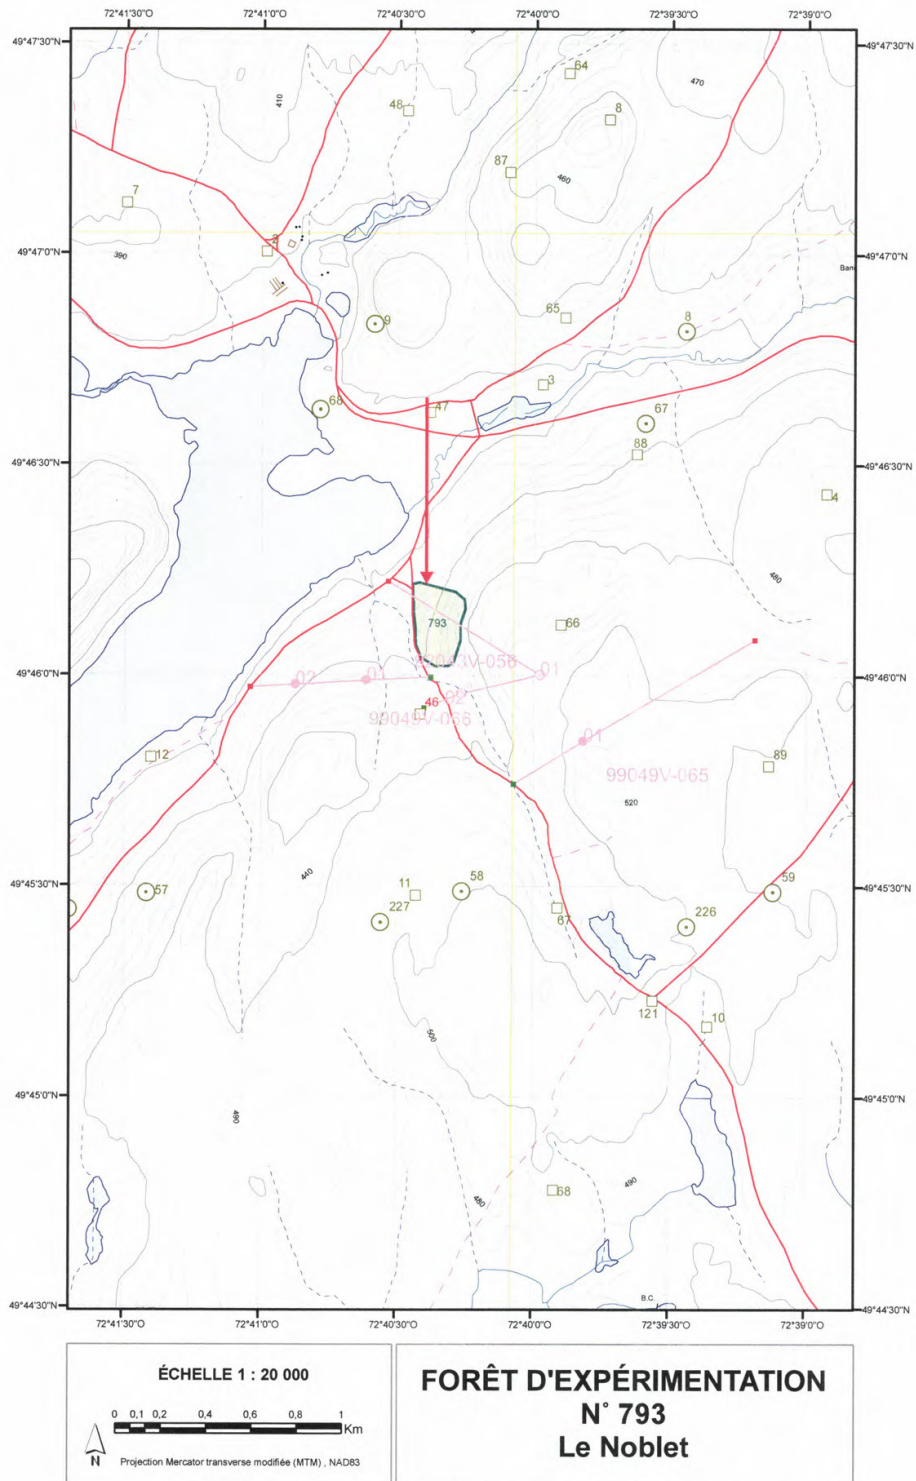 72°41'30"O 72°41'0"O 72°40'30"O 72°40'0"O 72°39'30"O 72°39'0"O
49°47'30"N 49°47'30"N
64
470
410
48
8
87
460
7
2
49°47'0"N 49°47'0"N
390
Ban
65
9
8
3
68
47
67
88
49°46'30"N 49°46'30"N
4
480
793
66
01
49°46'0"N 49°46'0"N
02
46
02
99049V-066
01
12
89
99049V-065
520
440
58
59
49°45'30"N 49°45'30"N
57
11
227
67
226
121
10
500
49°45'0"N 49°45'0"N
490
490
68
480
B.C.
49°44'30"N 49°44'30"N
72°41'30"O 72°41'0"O 72°40'30"O 72°40'0"O 72°39'30"O 72°39'0"O
ÉCHELLE 1 : 20 000
0 0,1 0,2 0,4 0,6 0,8 1
Km
N
Projection Mercator transverse modifiée (MTM) , NAD83
FORÊT D'EXPÉRIMENTATION
N° 793
Le Noblet